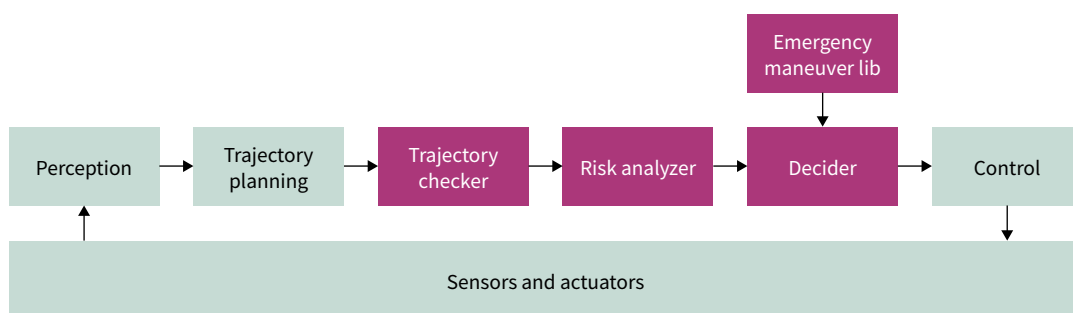 Emergency
maneuver lib
Perception
Trajectory
planning
Trajectory
checker
Risk analyzer
Decider
Control
Sensors and actuators